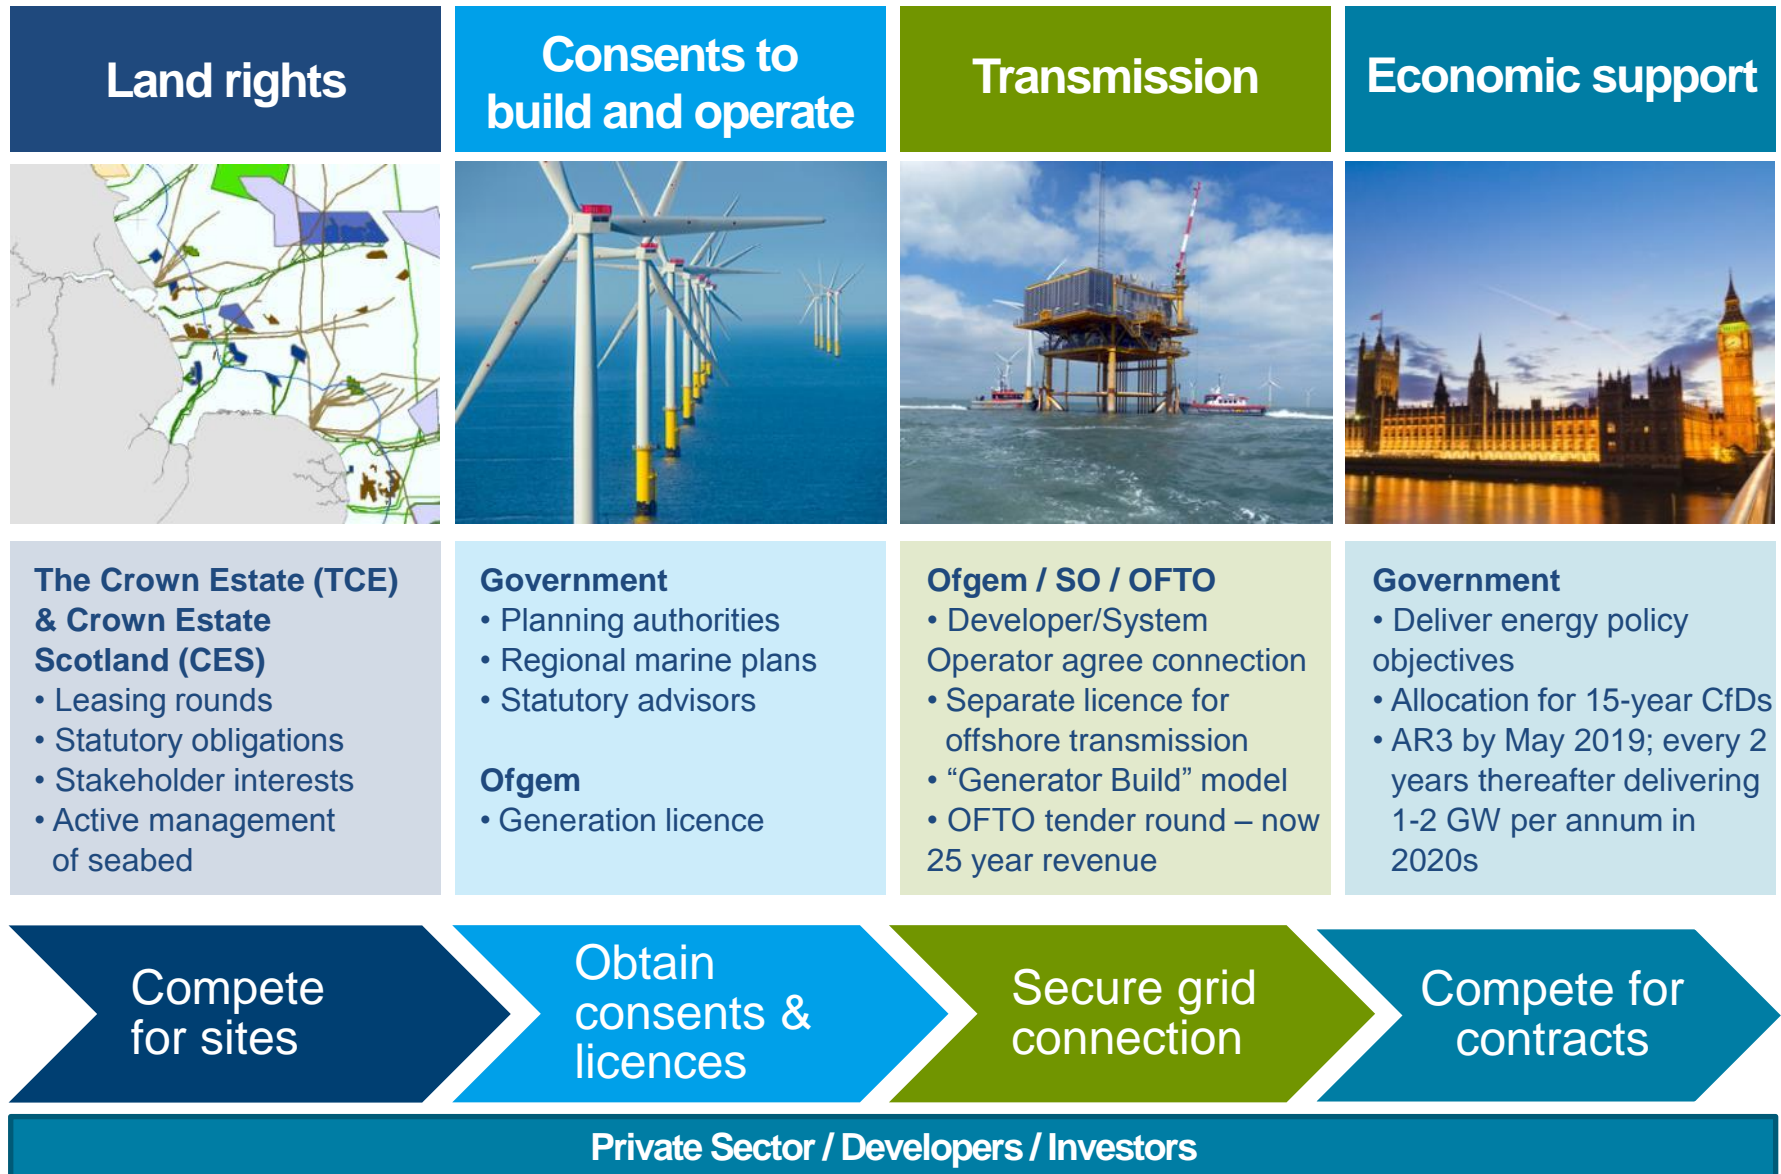 Land rights
Consents to
build and operate
Transmission
Economic support
The Crown Estate (TCE)
& Crown Estate
Scotland (CES)
• Leasing rounds
• Statutory obligations
• Stakeholder interests
• Active management
of seabed
Government
• Planning authorities
• Regional marine plans
• Statutory advisors
Ofgem
• Generation licence
Ofgem / SO / OFTO
• Developer/System
Operator agree connection
• Separate licence for
offshore transmission
• “Generator Build” model
• OFTO tender round – now
25 year revenue
Government
• Deliver energy policy
objectives
• Allocation for 15-year CfDs
• AR3 by May 2019; every 2
years thereafter delivering
1-2 GW per annum in
2020s
Compete
for sites
Obtain
consents &
licences
Secure grid
connection
Compete for
contracts
Private Sector / Developers / Investors